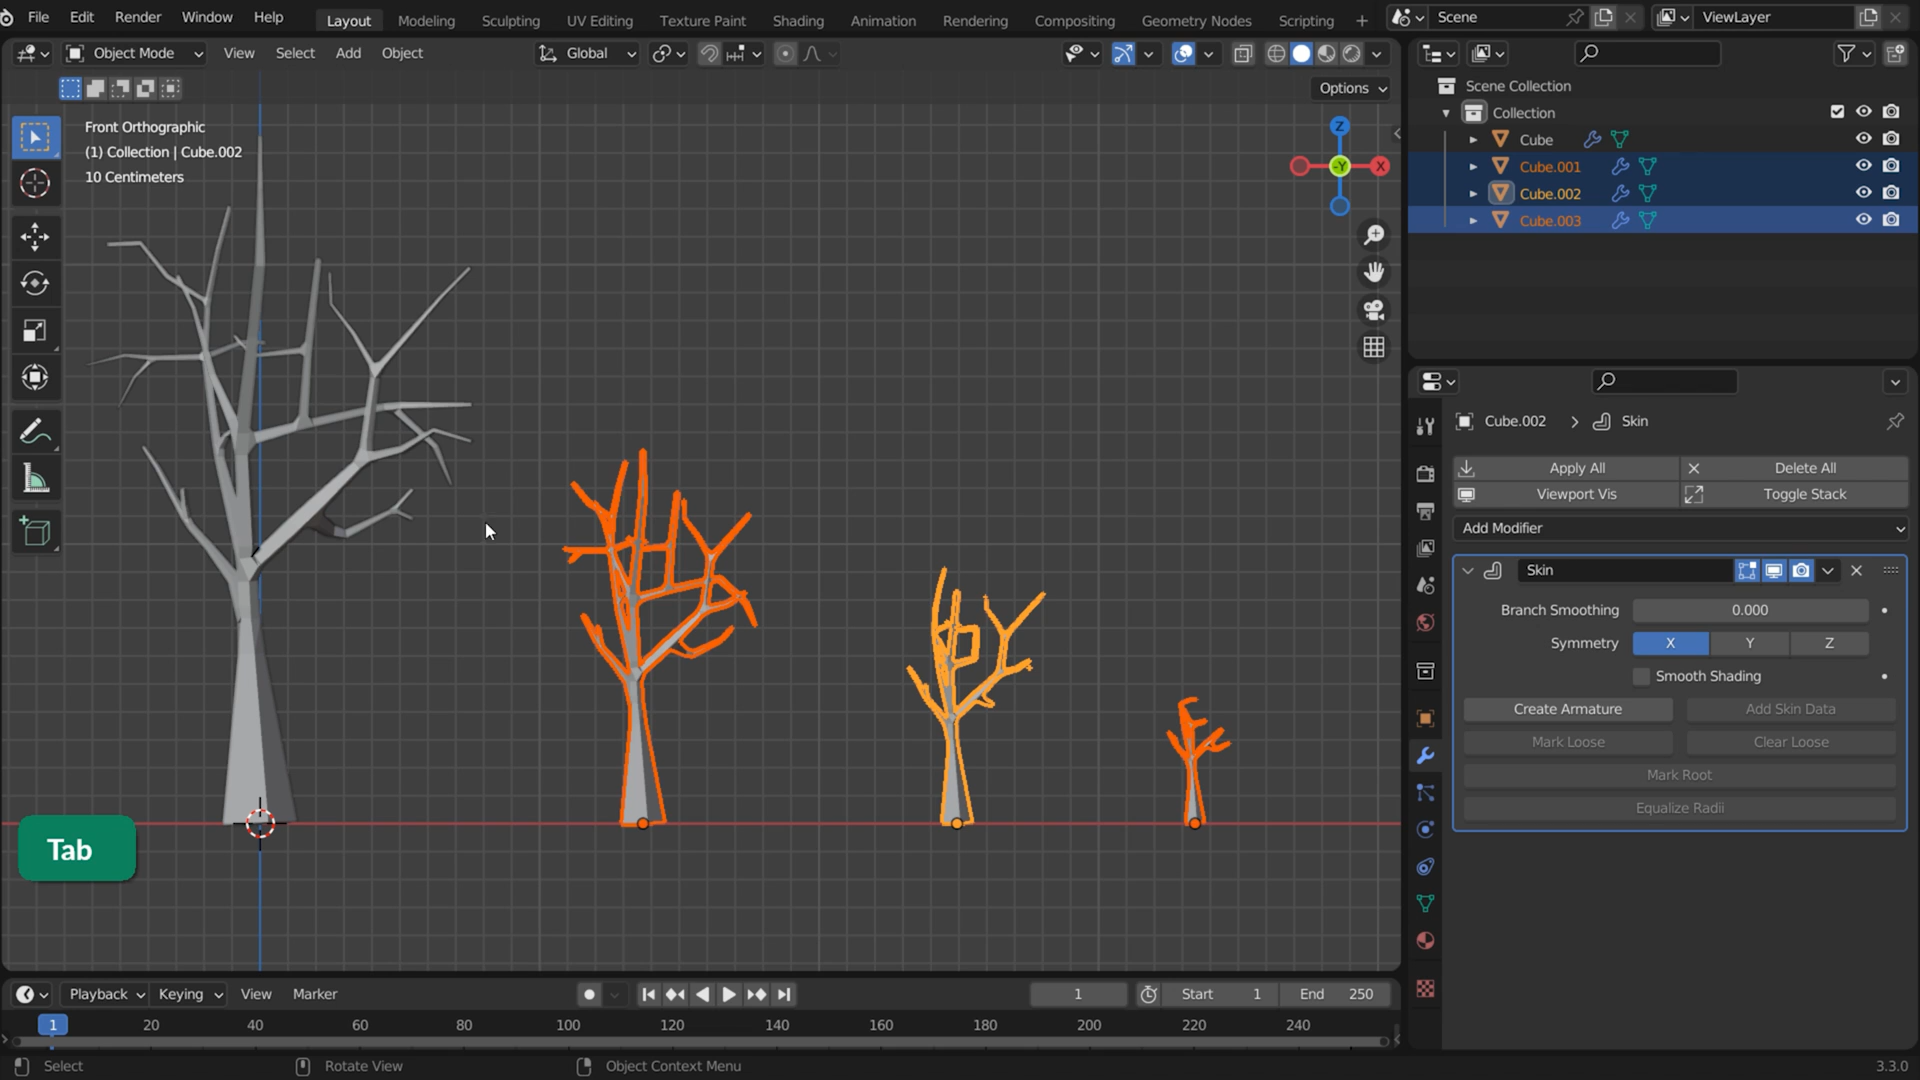 File Edit Render Window Help Layout Modeling Sculpting UV Editing Texture Paint Shading Animation Rendering Compositing Geometry Nodes Scripting + Scene ViewLayer
Object Mode View Select Add Object Global
Options
Front Orthographic
(1) Collection | Cube.002
10 Centimeters
Z
-Y
X
Scene Collection
Collection
Cube
Cube.001
Cube.002
Cube.003
Cube.002 > Skin
Apply All Delete All
Viewport Vis Toggle Stack
Add Modifier
Skin
Branch Smoothing 0.000
Symmetry X Y Z
Smooth Shading
Create Armature Add Skin Data
Mark Loose Clear Loose
Mark Root
Equalize Radii
Tab
Playback Keying View Marker 1 Start 1 End 250
1 20 40 60 80 100 120 140 160 180 200 220 240
Select Rotate View Object Context Menu 3.3.0